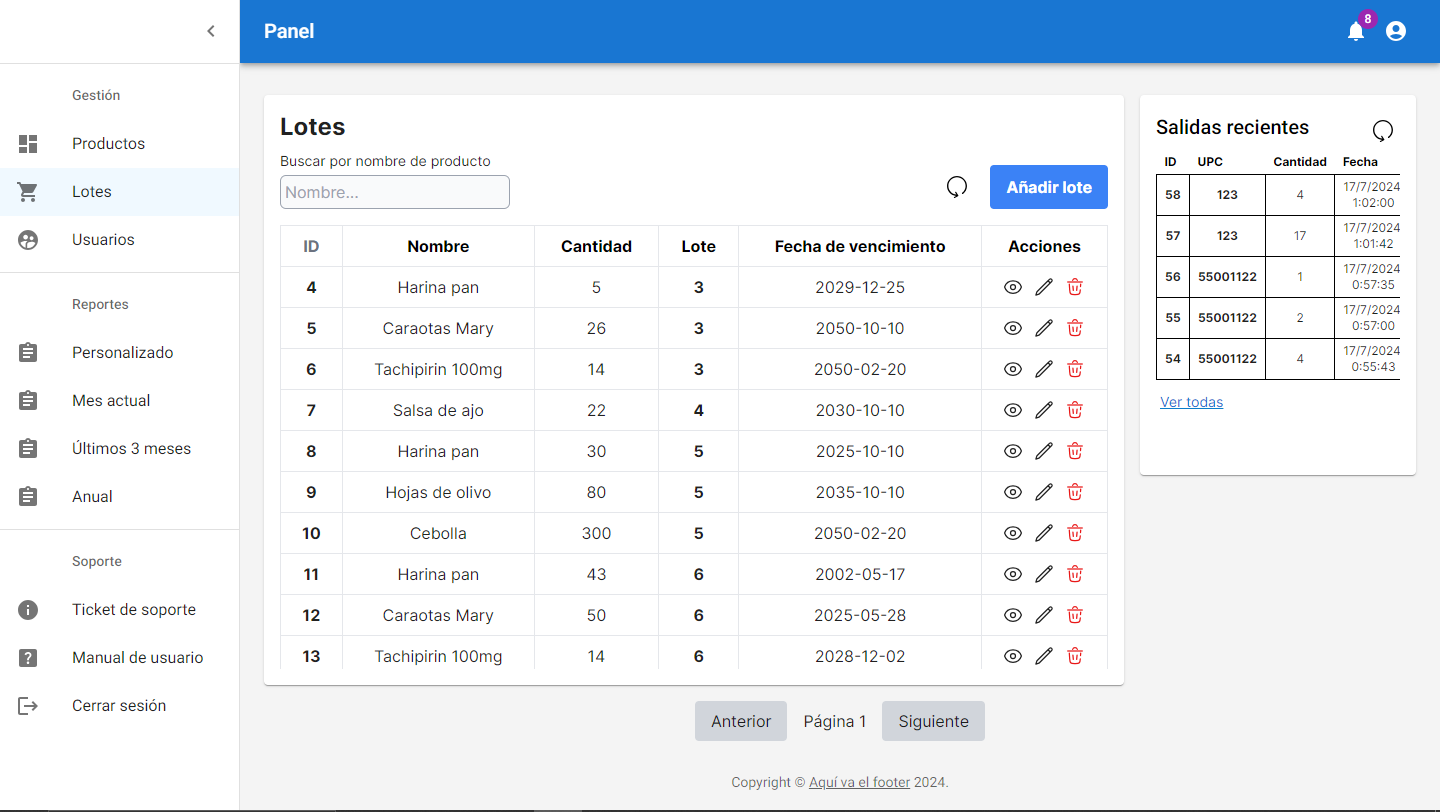 Panel
8
Gestión
Productos
Lotes
Usuarios
Reportes
Personalizado
Mes actual
Últimos 3 meses
Anual
Soporte
Ticket de soporte
Manual de usuario
Cerrar sesión
Lotes
Buscar por nombre de producto
Nombre...
Añadir lote
ID Nombre Cantidad Lote Fecha de vencimiento Acciones
4 Harina pan 5 3 2029-12-25
5 Caraotas Mary 26 3 2050-10-10
6 Tachipirin 100mg 14 3 2050-02-20
7 Salsa de ajo 22 4 2030-10-10
8 Harina pan 30 5 2025-10-10
9 Hojas de olivo 80 5 2035-10-10
10 Cebolla 300 5 2050-02-20
11 Harina pan 43 6 2002-05-17
12 Caraotas Mary 50 6 2025-05-28
13 Tachipirin 100mg 14 6 2028-12-02
Anterior Página 1 Siguiente
Salidas recientes
ID UPC Cantidad Fecha
58 123 4 17/7/2024
1:02:00
57 123 17 17/7/2024
1:01:42
56 55001122 1 17/7/2024
0:57:35
55 55001122 2 17/7/2024
0:57:00
54 55001122 4 17/7/2024
0:55:43
Ver todas
Copyright © Aquí va el footer 2024.